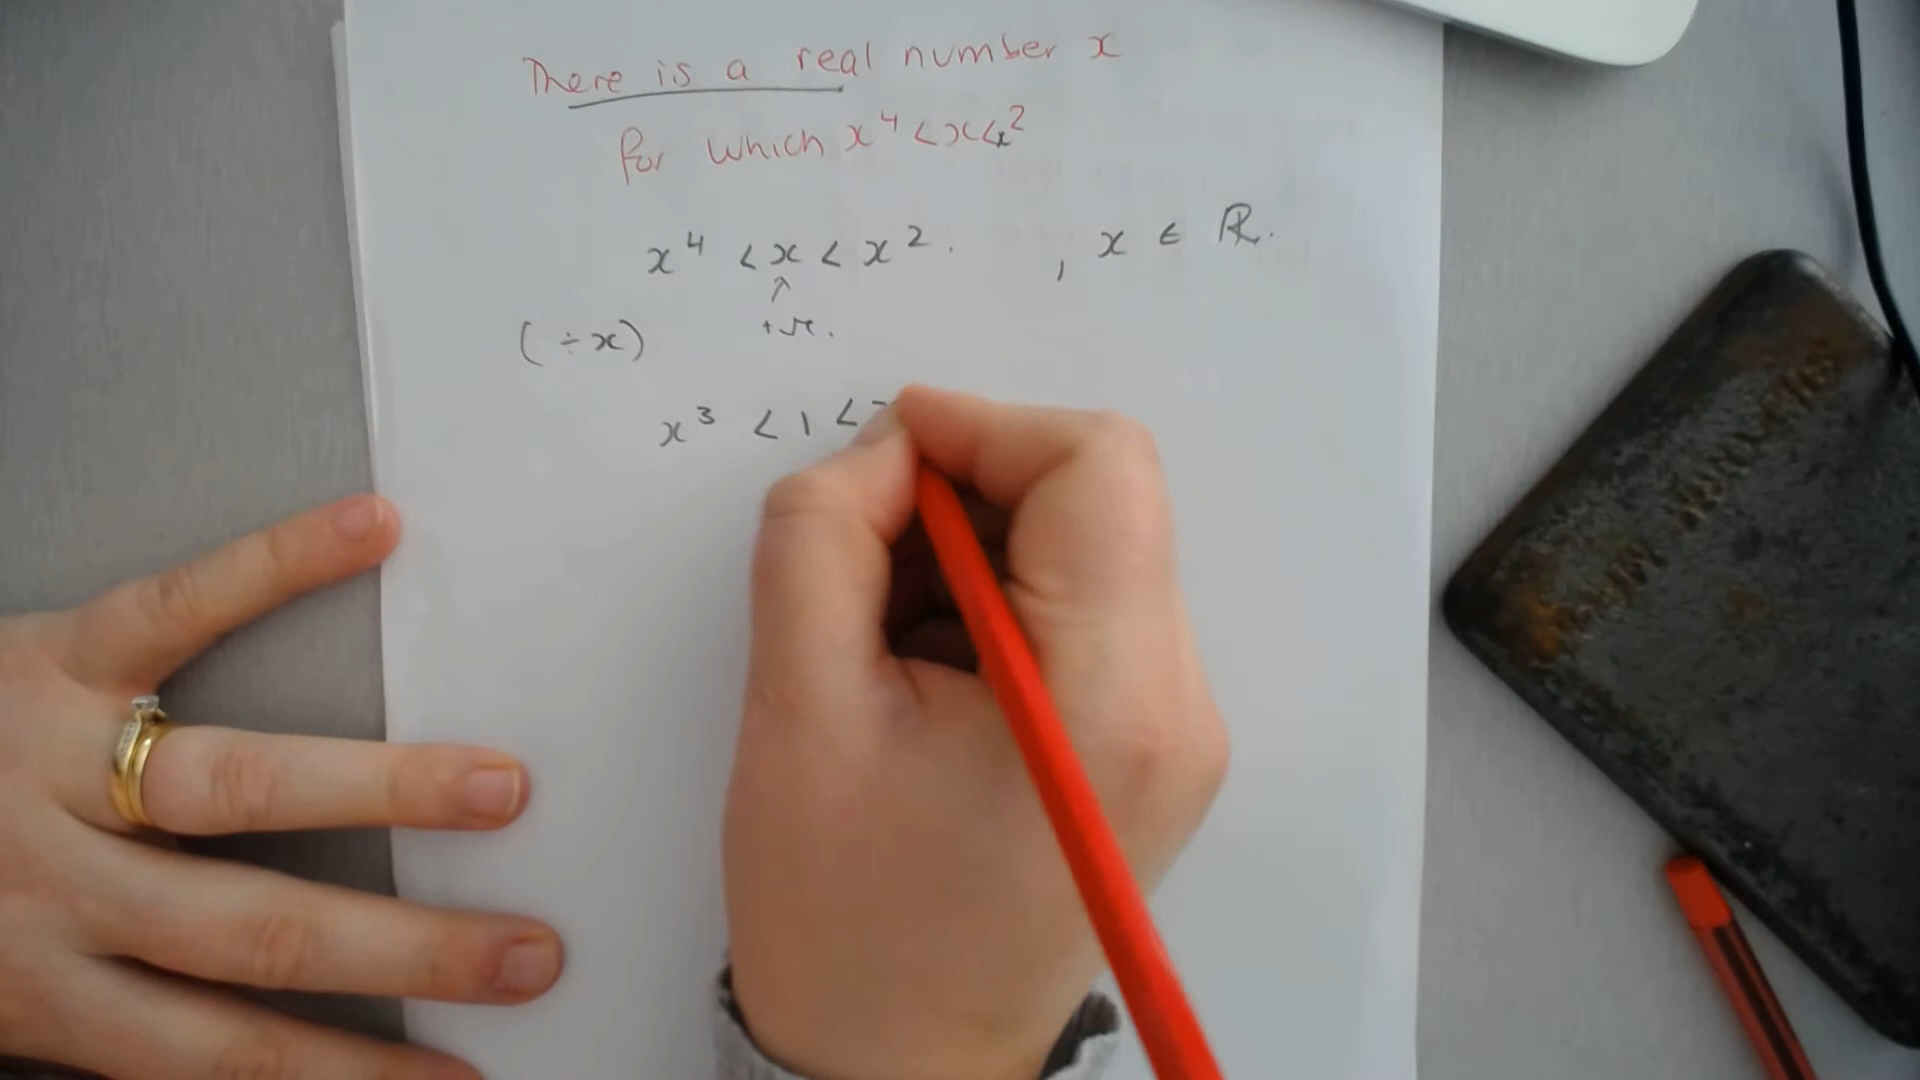 There is a real number x
for which x⁴ < x < x²
x⁴ < x < x². , x ∈ ℝ.
↑
(÷x) +ve.
x³ < 1 <